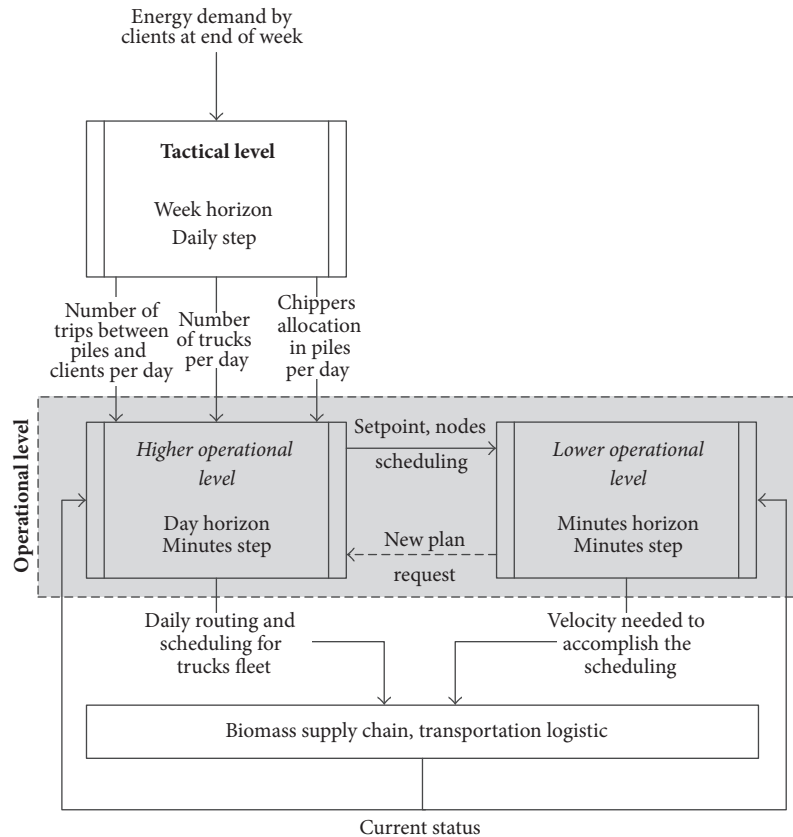 Energy demand by
clients at end of week
Tactical level
Week horizon
Daily step
Number of
trips between
piles and
clients per day
Number
of trucks
per day
Chippers
allocation
in piles
per day
Operational level
Higher operational
level
Day horizon
Minutes step
Setpoint, nodes
scheduling
New plan
request
Lower operational
level
Minutes horizon
Minutes step
Daily routing and
scheduling for
trucks fleet
Velocity needed to
accomplish the
scheduling
Biomass supply chain, transportation logistic
Current status